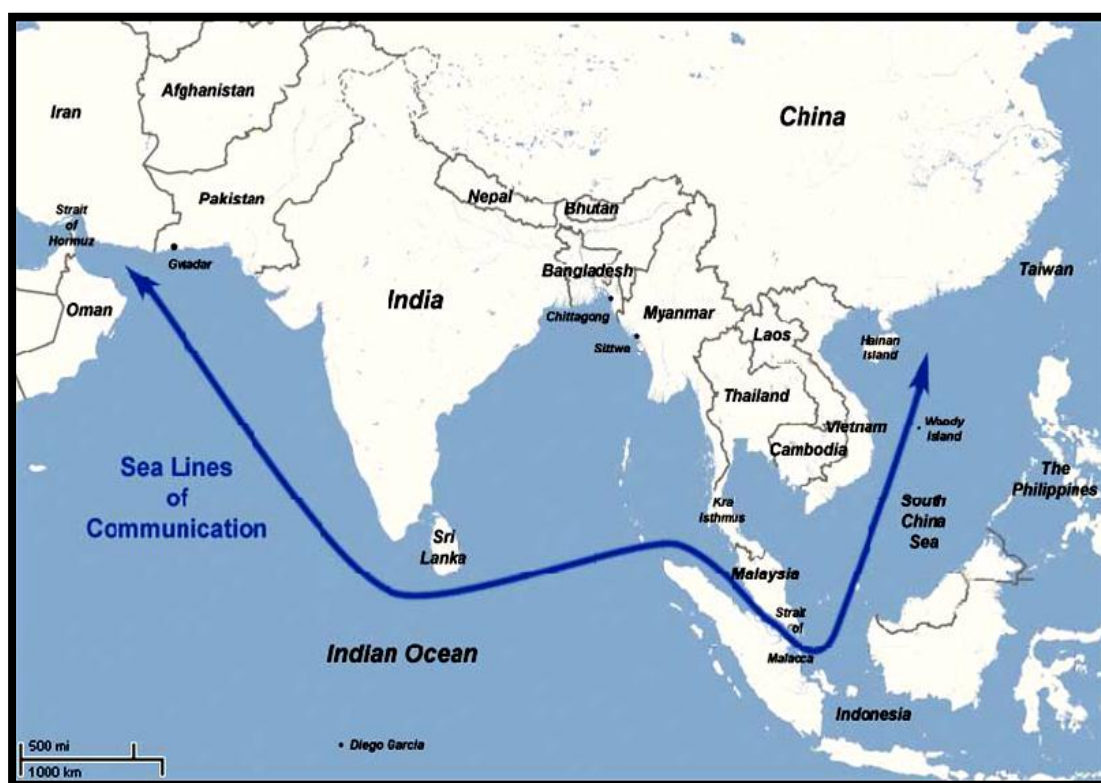 Afghanistan
Iran
China
Pakistan
Nepal
Bhutan
Strait
of
Hormuz
Gwadar
Bangladesh
Taiwan
Oman
India
Chittagong
Myanmar
Sittwe
Laos
Hainan
Island
Thailand
Vietnam
Woody
Island
Cambodia
Sea Lines
of
Communication
The
Philippines
Kra
Isthmus
South
China
Sea
Sri
Lanka
Malaysia
Strait
of
Malacca
Indian Ocean
Indonesia
Diego Garcia
500 mi
1000 km